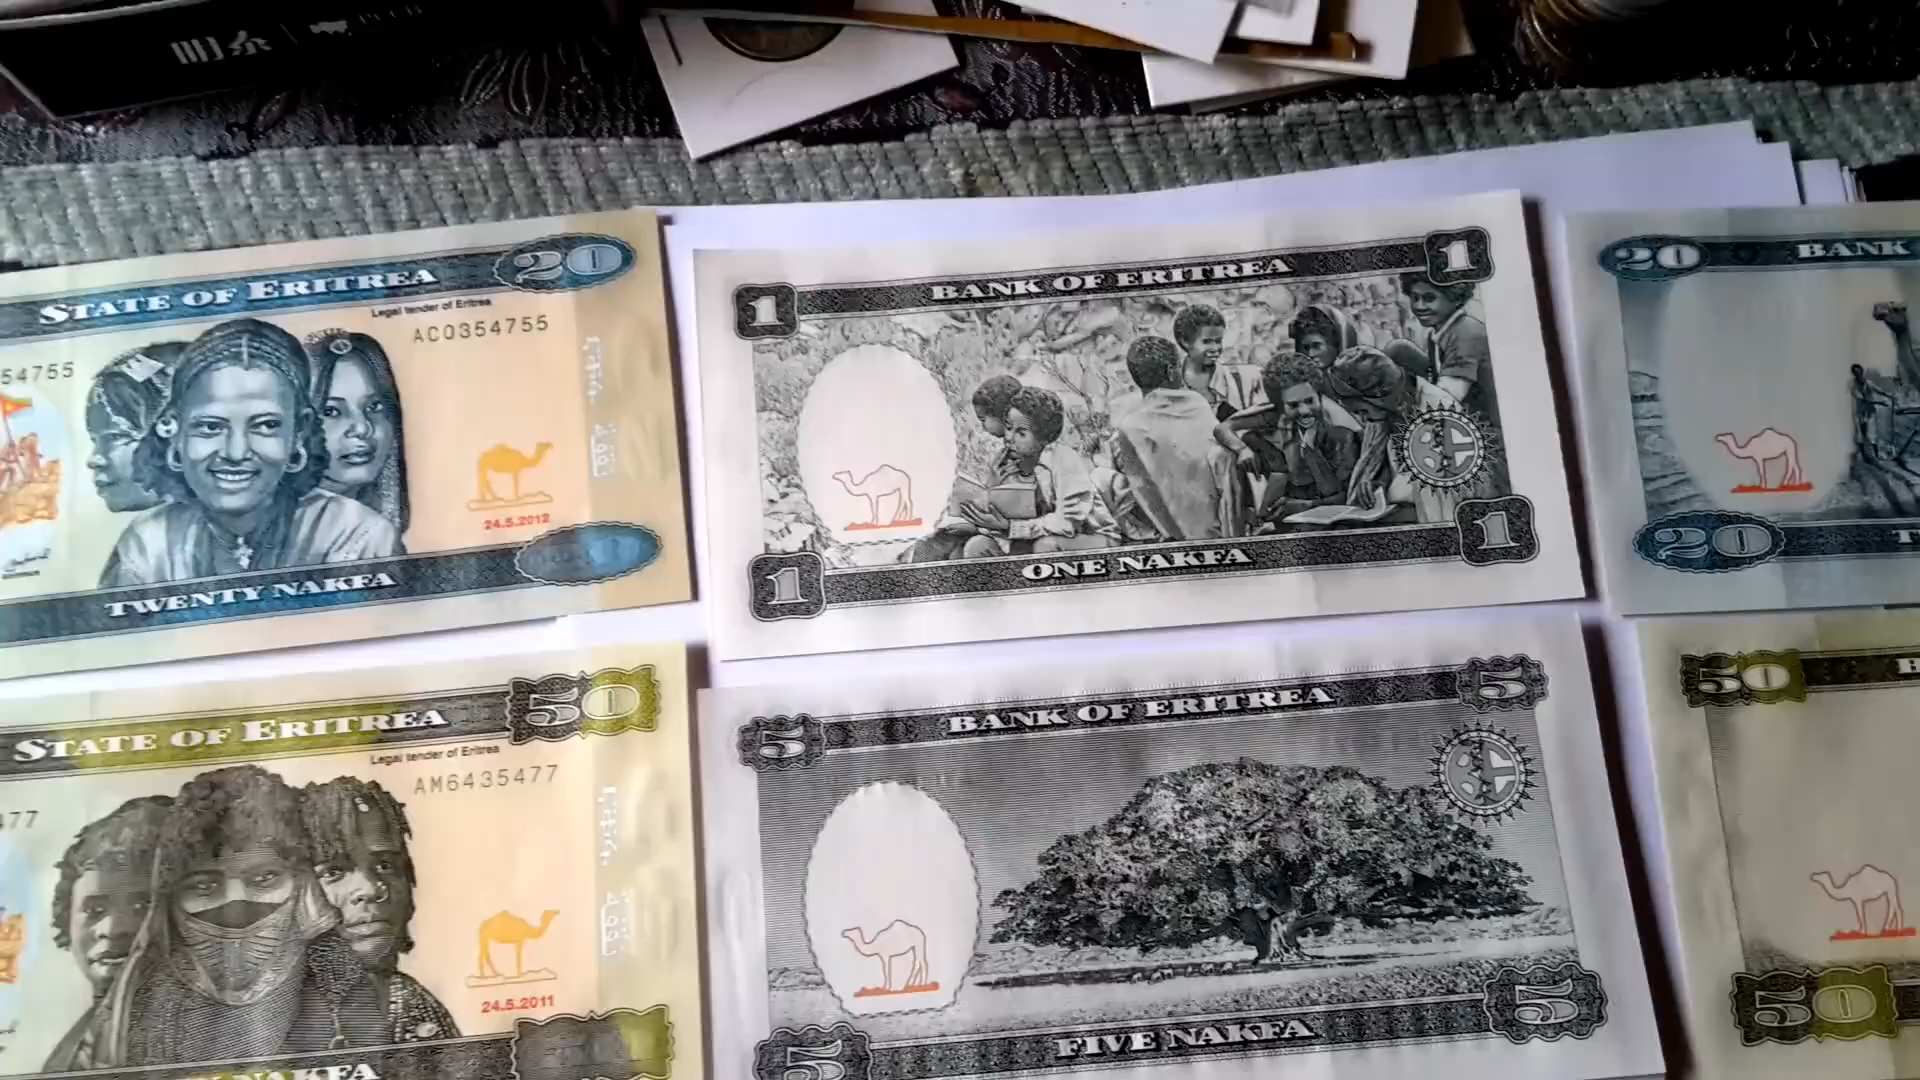 STATE OF ERITREA
20
Legal tender of Eritrea
AC0354755
54755
24.5.2012
TWENTY NAKFA
BANK OF ERITREA
1
1
ONE NAKFA
1
1
20
BANK
20
STATE OF ERITREA
50
Legal tender of Eritrea
AM6435477
477
24.5.2011
NAKFA
BANK OF ERITREA
5
5
FIVE NAKFA
5
5
50
50